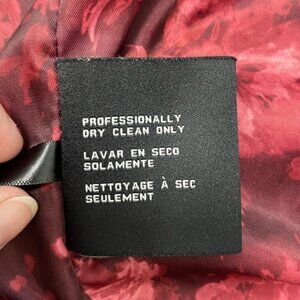 PROFESSIONALLY
DRY CLEAN ONLY
LAVAR EN SECO
SOLAMENTE
NETTOYAGE À SEC
SEULEMENT